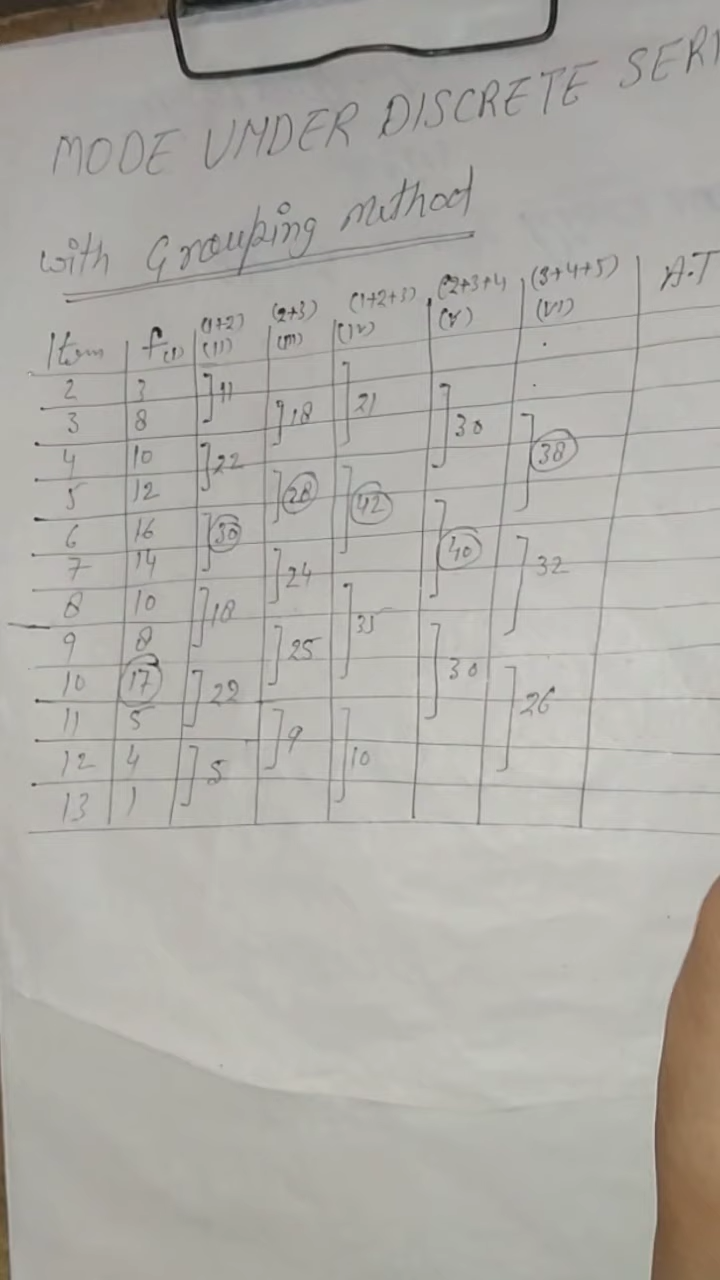 MODE UNDER DISCRETE SERI
with Grouping method
Item f(I) (1+2) (II) (2+3) (III) (1+2+3) (IV) (2+3+4 (V) (3+4+5) (VI) A.T
2 3 11 21
3 8 18 30
4 10 22 38
5 12 28 42
6 16 30 40
7 14 24 32
8 10 18 35
9 8 25
10 17 22 30 26
11 5 9
12 4 5 10
13 1